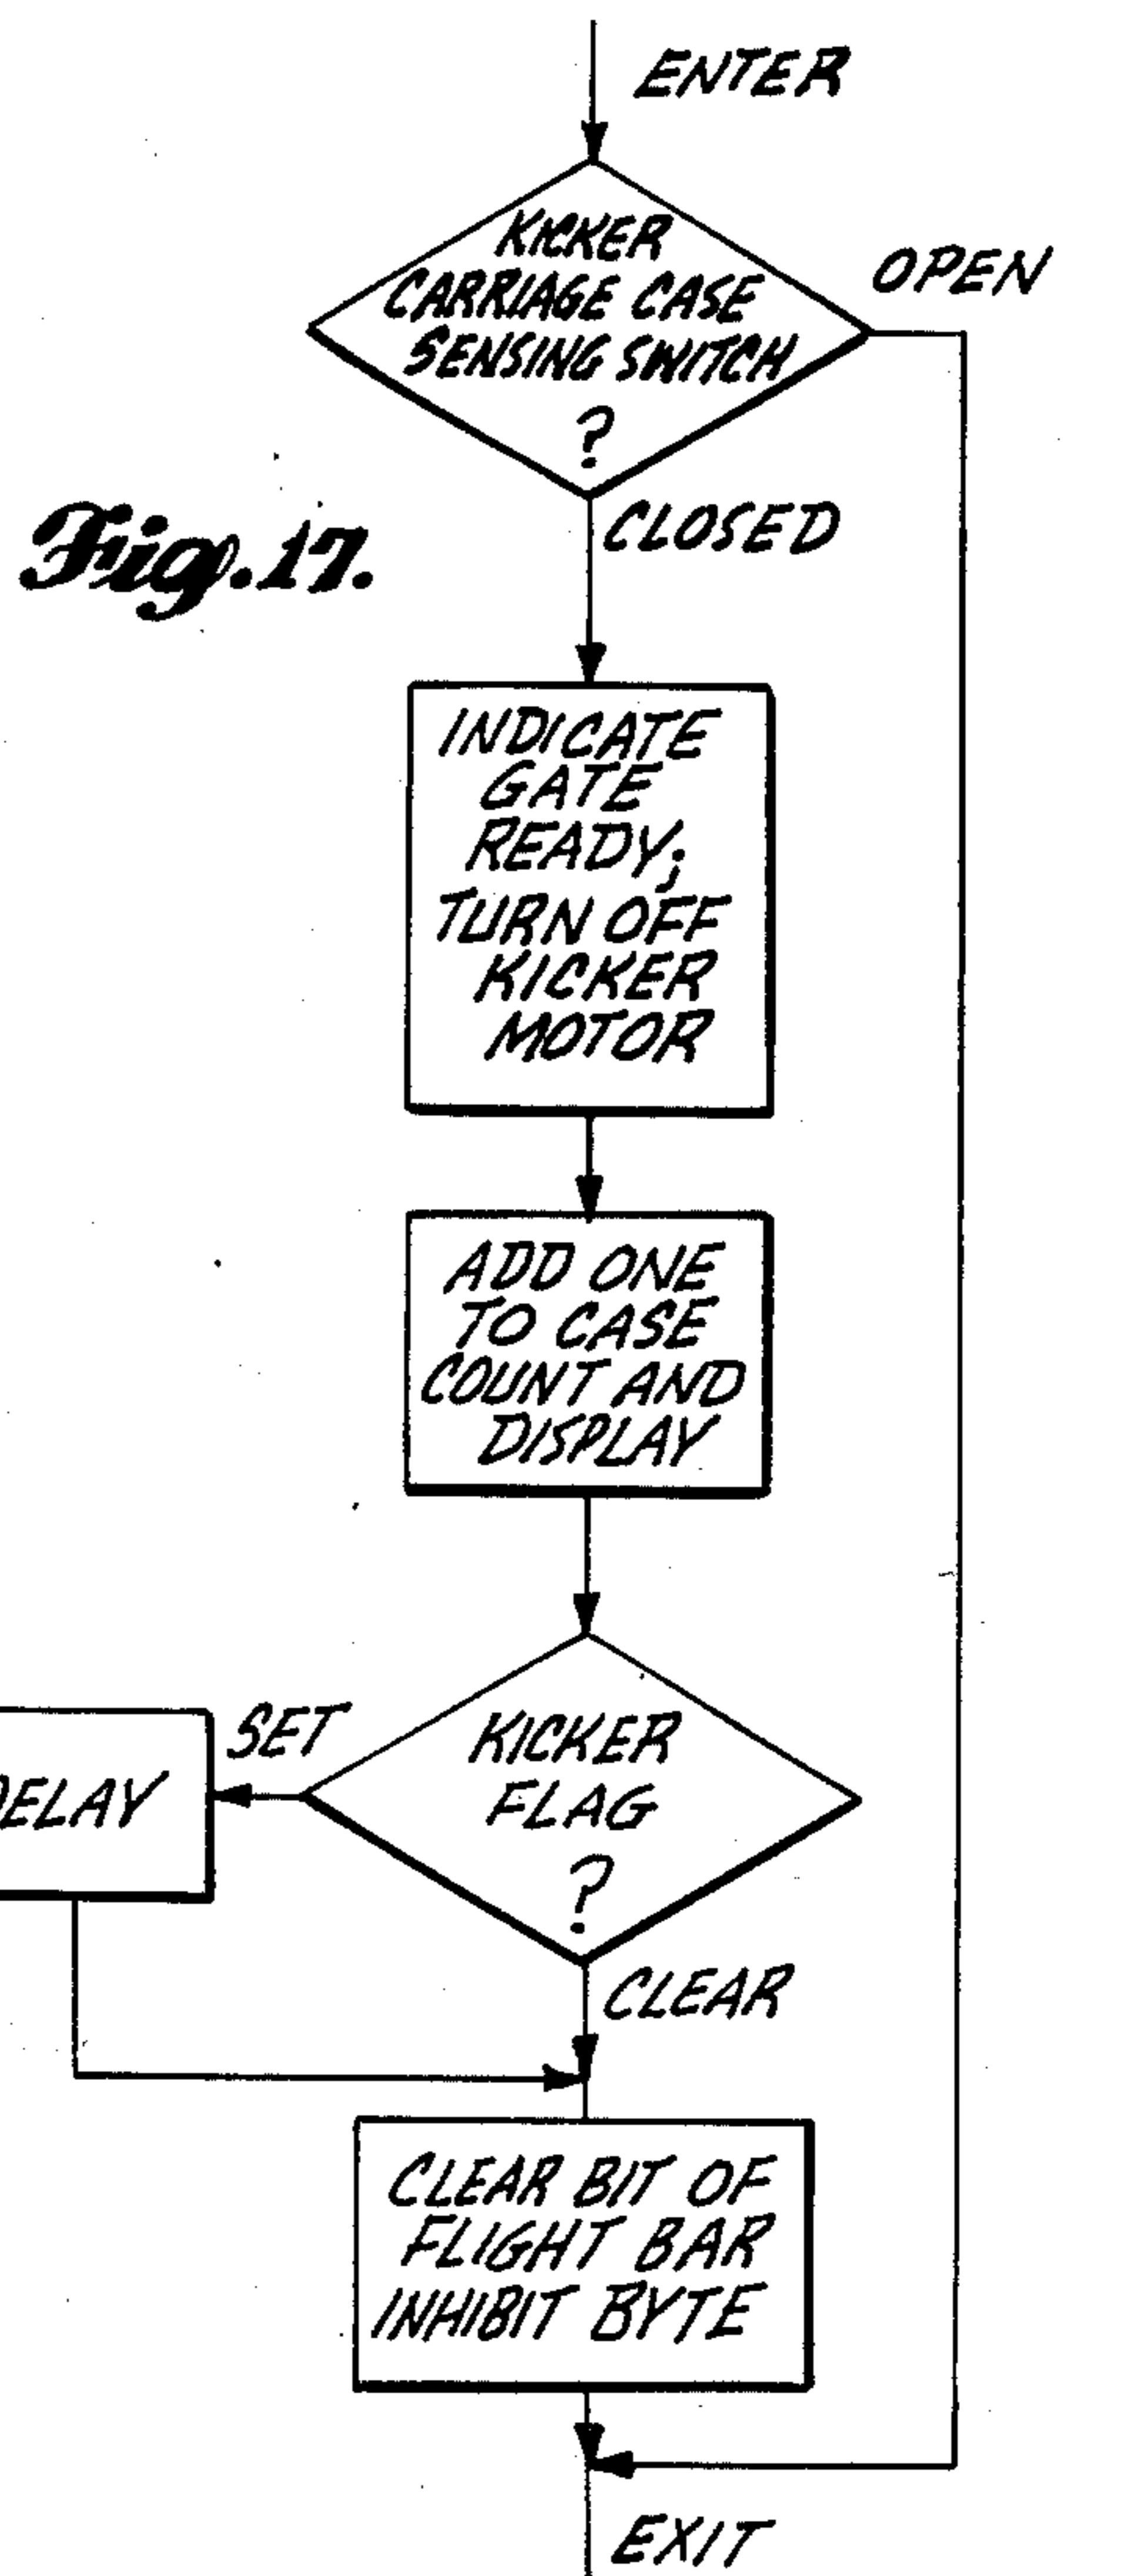 ENTER
KICKER
CARRIAGE CASE
SENSING SWITCH
?
OPEN
CLOSED
Fig. 17.
INDICATE
GATE
READY;
TURN OFF
KICKER
MOTOR
ADD ONE
TO CASE
COUNT AND
DISPLAY
KICKER
FLAG
?
SET
DELAY
CLEAR
CLEAR BIT OF
FLIGHT BAR
INHIBIT BYTE
EXIT